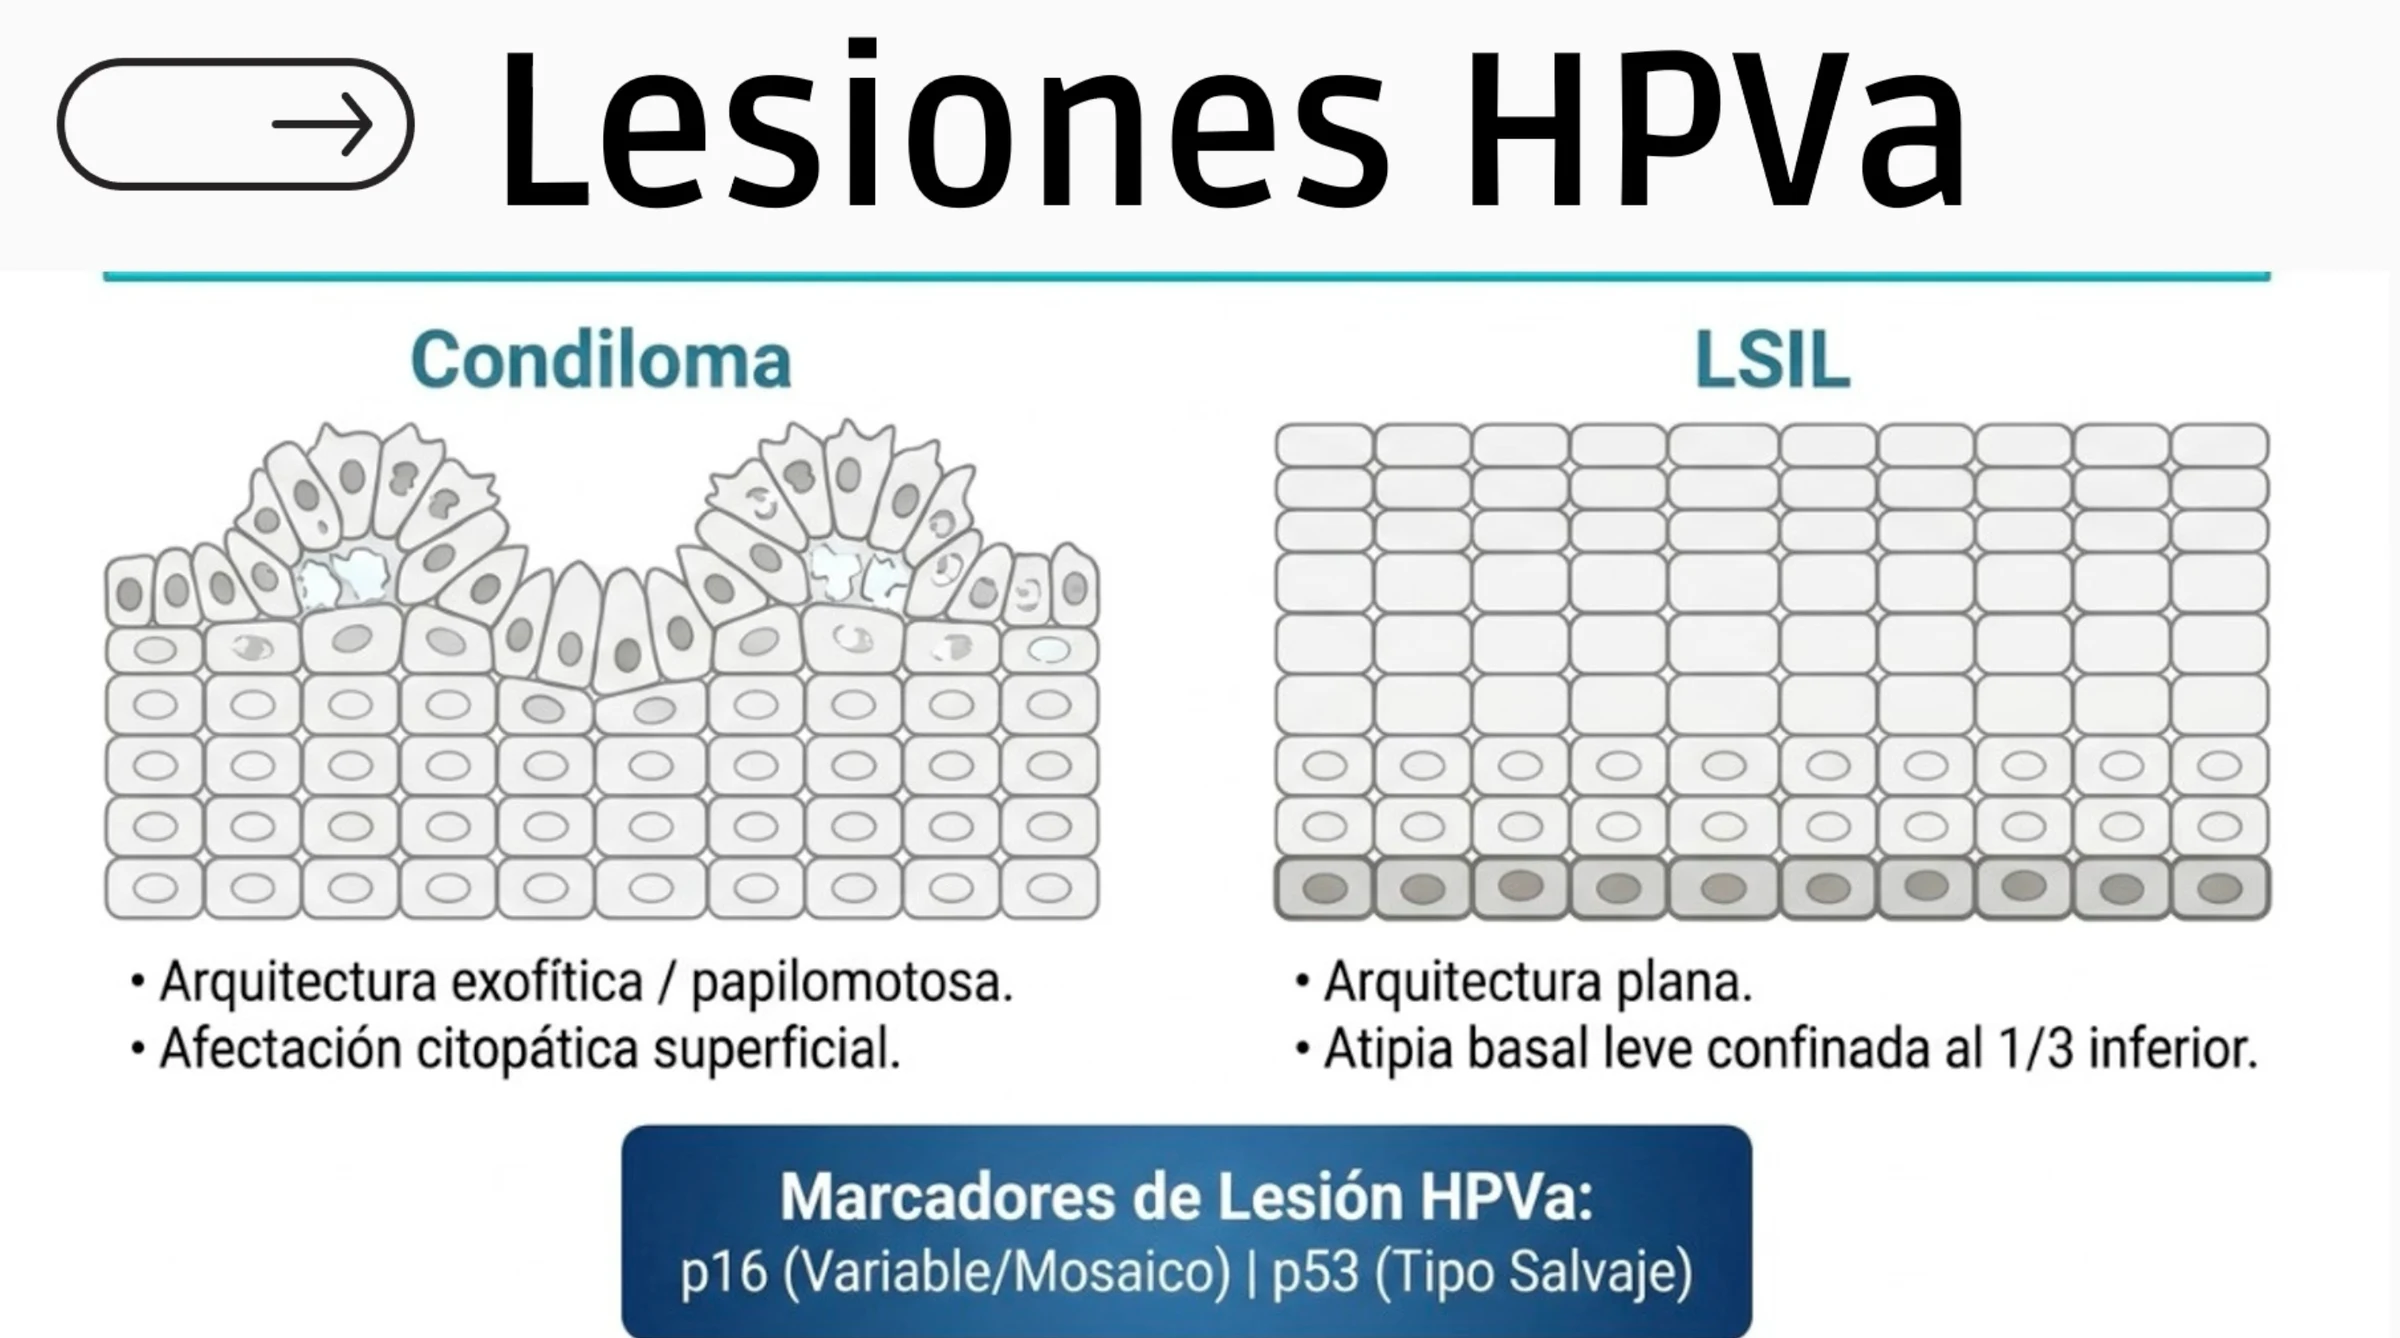 Lesiones HPVa
Condiloma
LSIL
• Arquitectura exofítica / papilomotosa.
• Afectación citopática superficial.
• Arquitectura plana.
• Atipia basal leve confinada al 1/3 inferior.
Marcadores de Lesión HPVa:
p16 (Variable/Mosaico) | p53 (Tipo Salvaje)